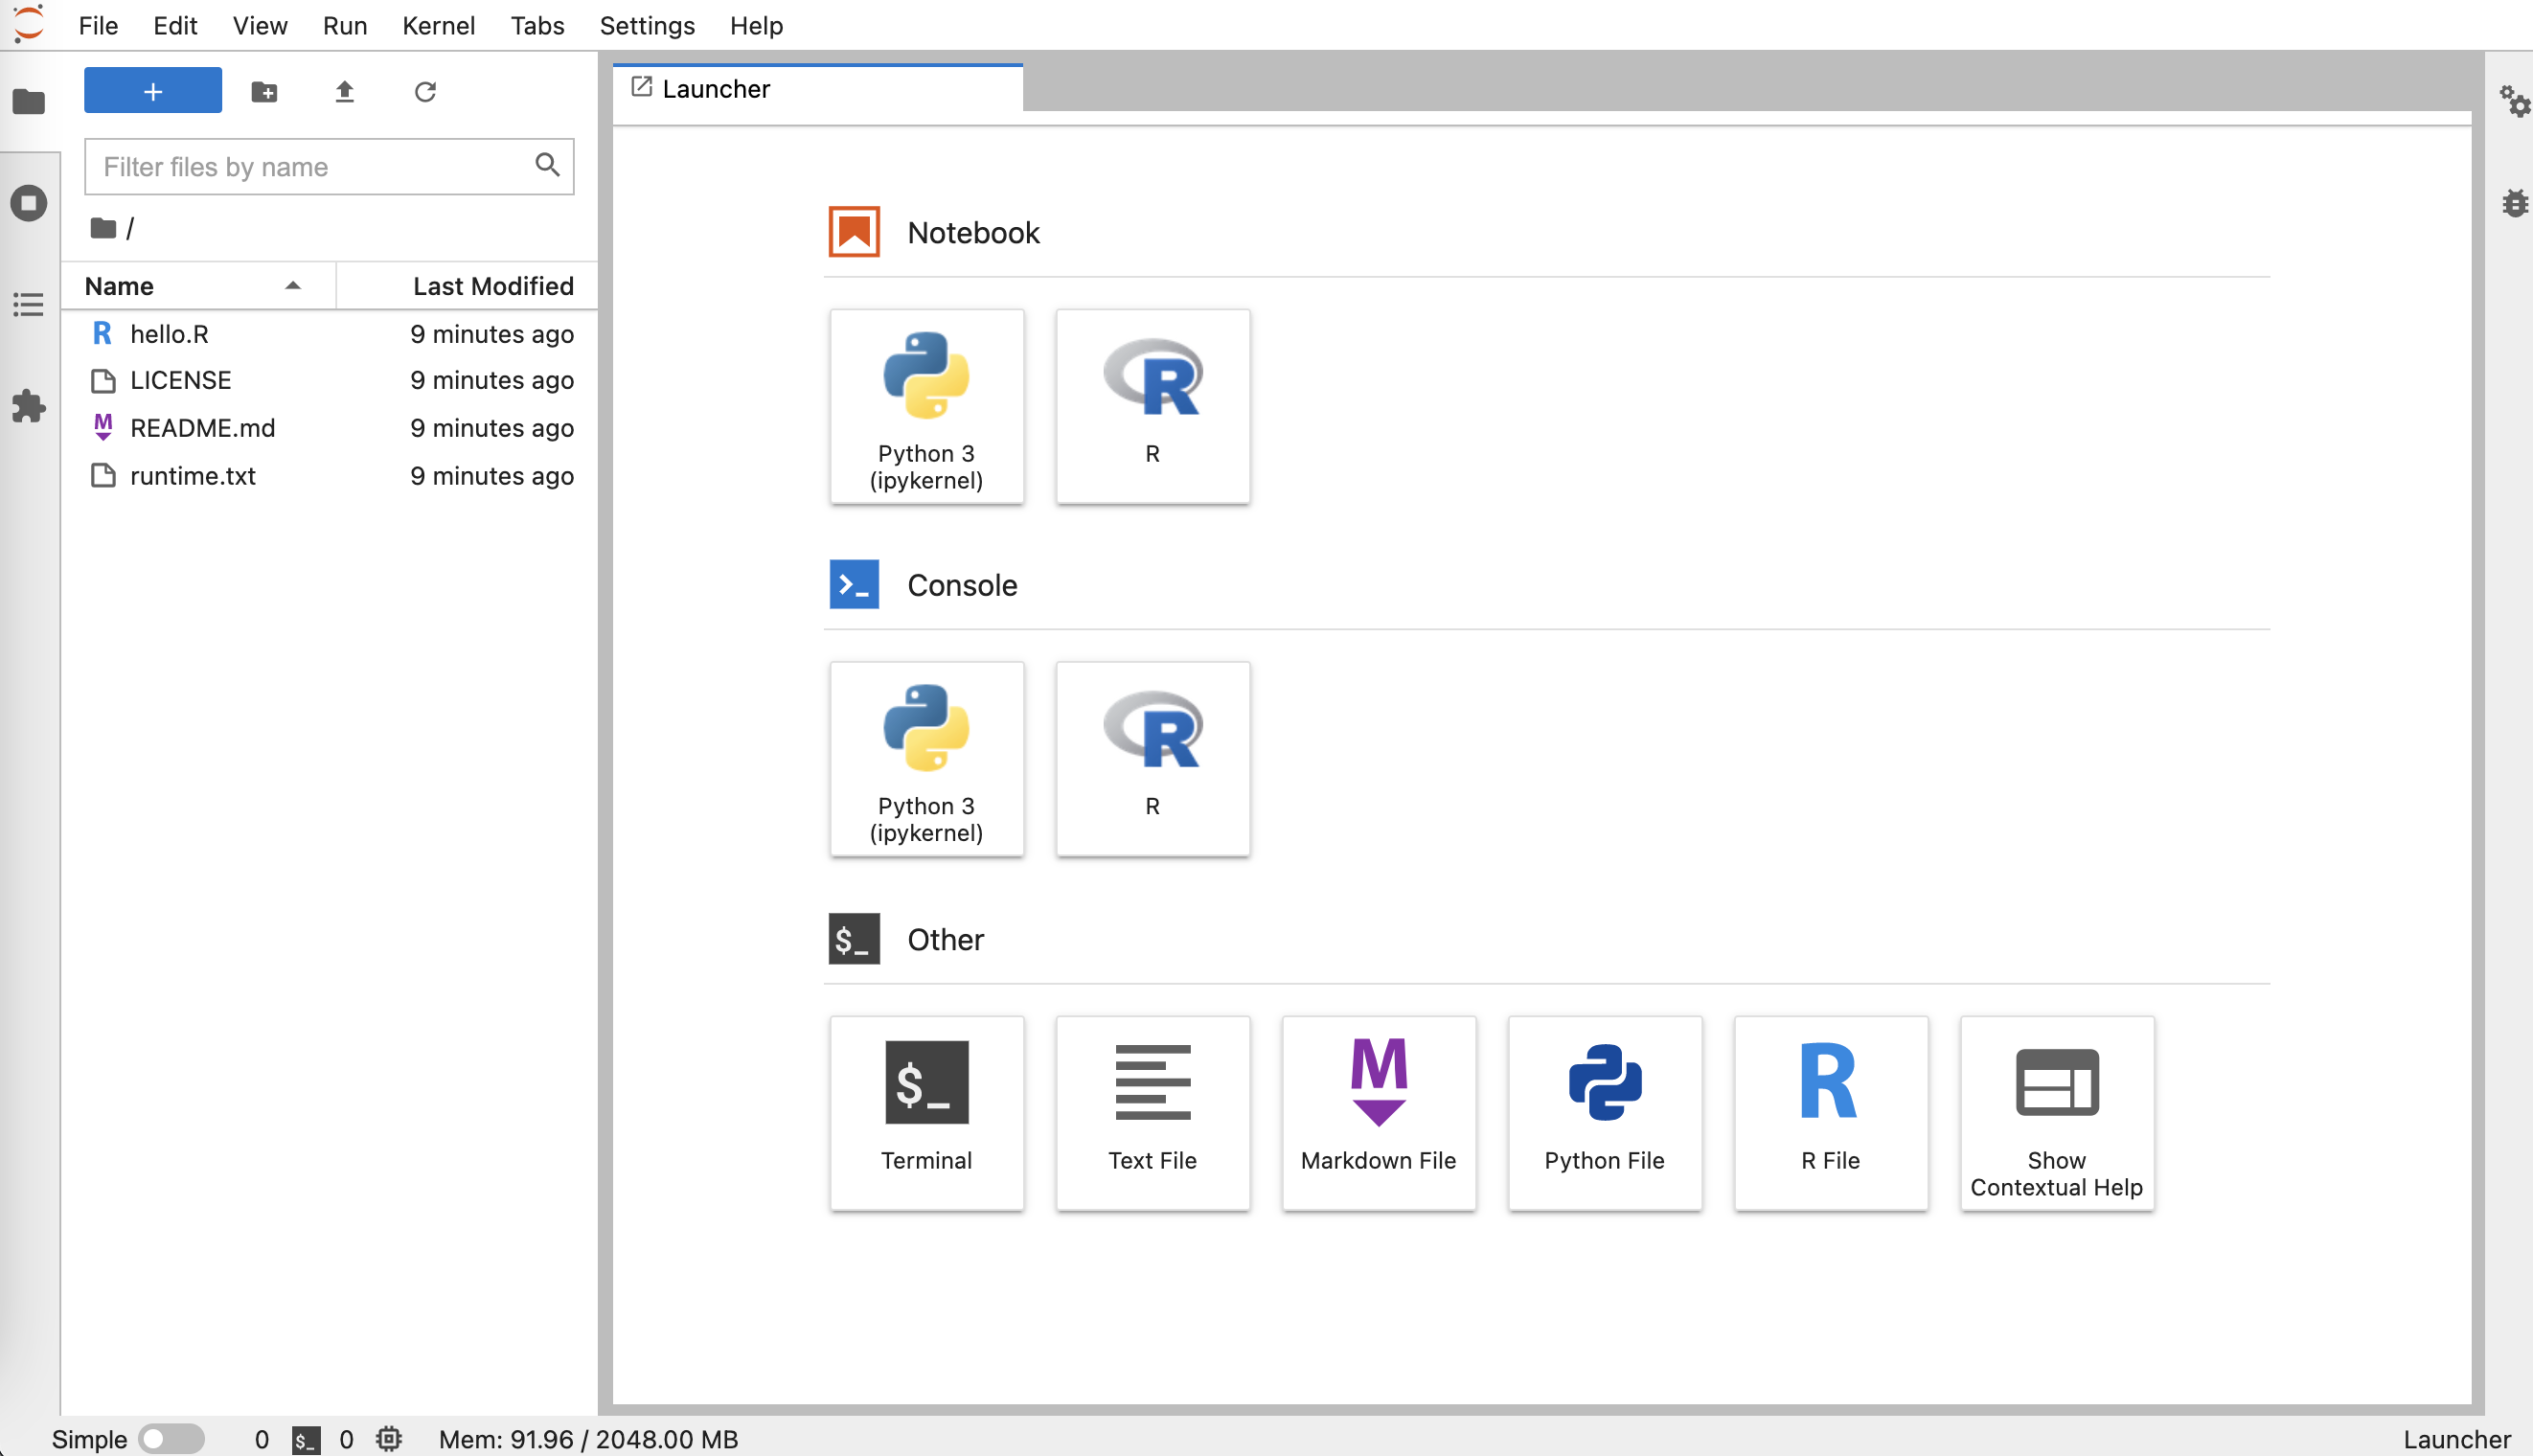 File Edit View Run Kernel Tabs Settings Help
+
Launcher
Filter files by name
/
Name Last Modified
hello.R 9 minutes ago
LICENSE 9 minutes ago
README.md 9 minutes ago
runtime.txt 9 minutes ago
Notebook
Python 3
(ipykernel)
R
Console
Python 3
(ipykernel)
R
$_ Other
$_
Terminal
Text File
M
Markdown File
Python File
R
R File
Show
Contextual Help
Simple 0 $_ 0 Mem: 91.96 / 2048.00 MB Launcher